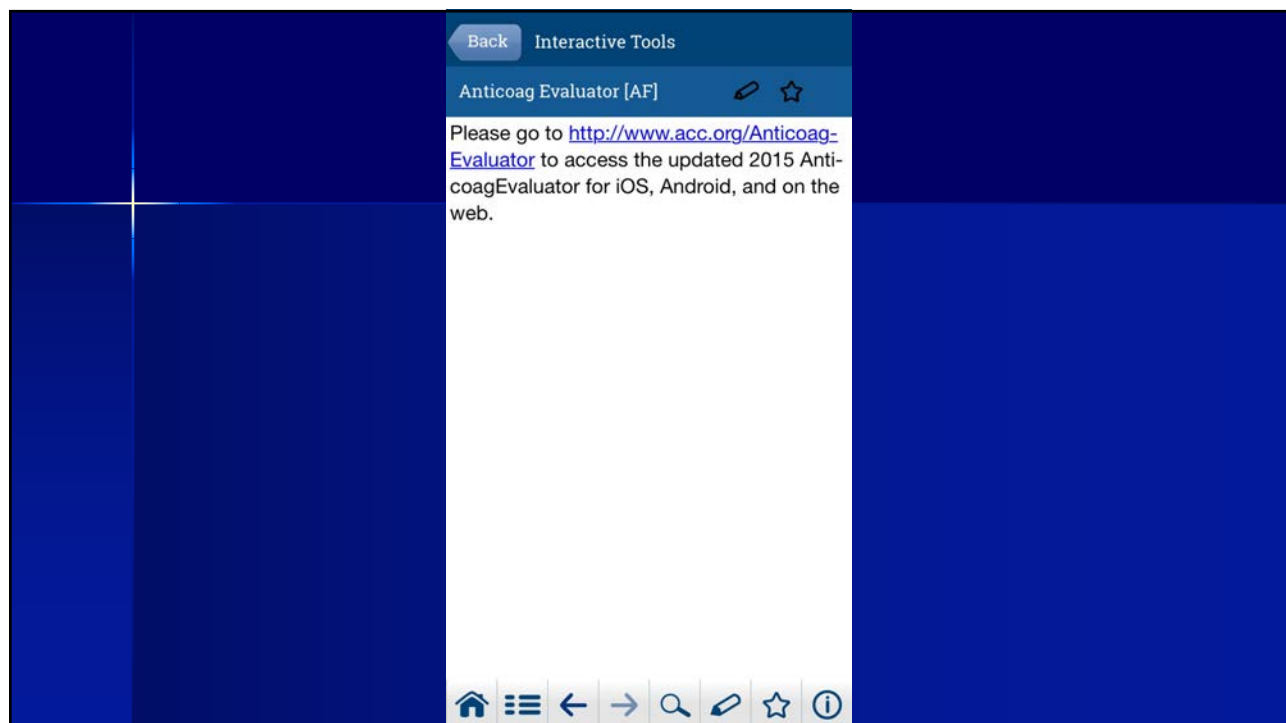 Back Interactive Tools
Anticoag Evaluator [AF]
Please go to http://www.acc.org/Anticoag-
Evaluator to access the updated 2015 Anti-
coagEvaluator for iOS, Android, and on the
web.